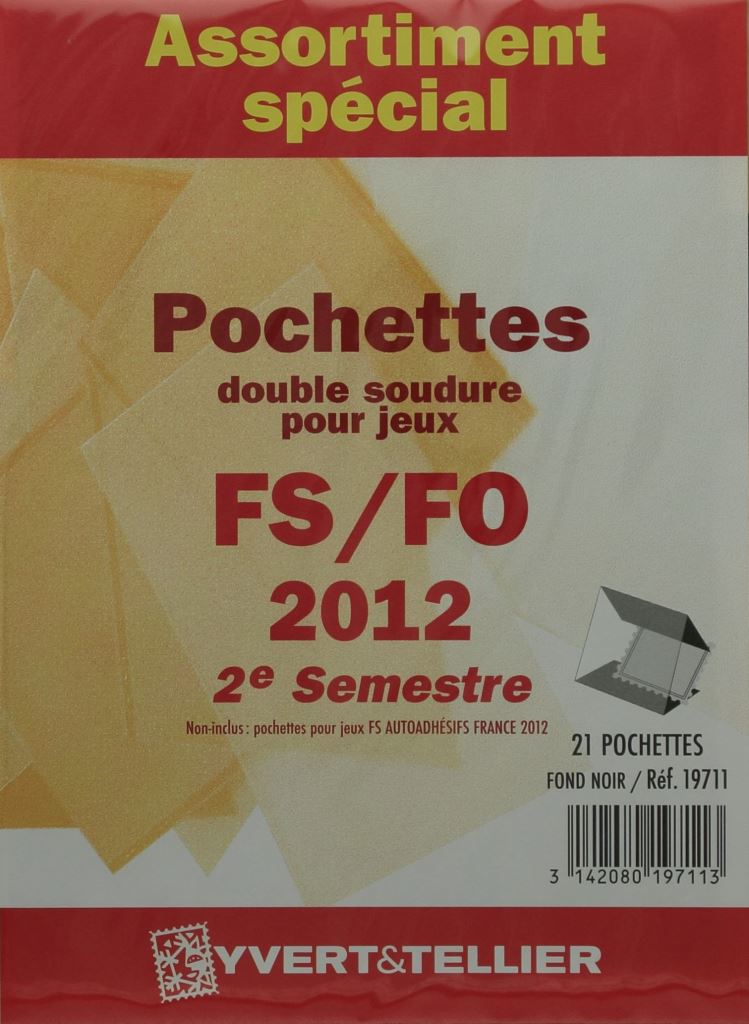 Assortiment
spécial
Pochettes
double soudure
pour jeux
FS/FO
2012
2e Semestre
Non-inclus : pochettes pour jeux FS AUTOADHÉSIFS FRANCE 2012
21 POCHETTES
FOND NOIR / Réf. 19711
3 142080 197113
YVERT&TELLIER